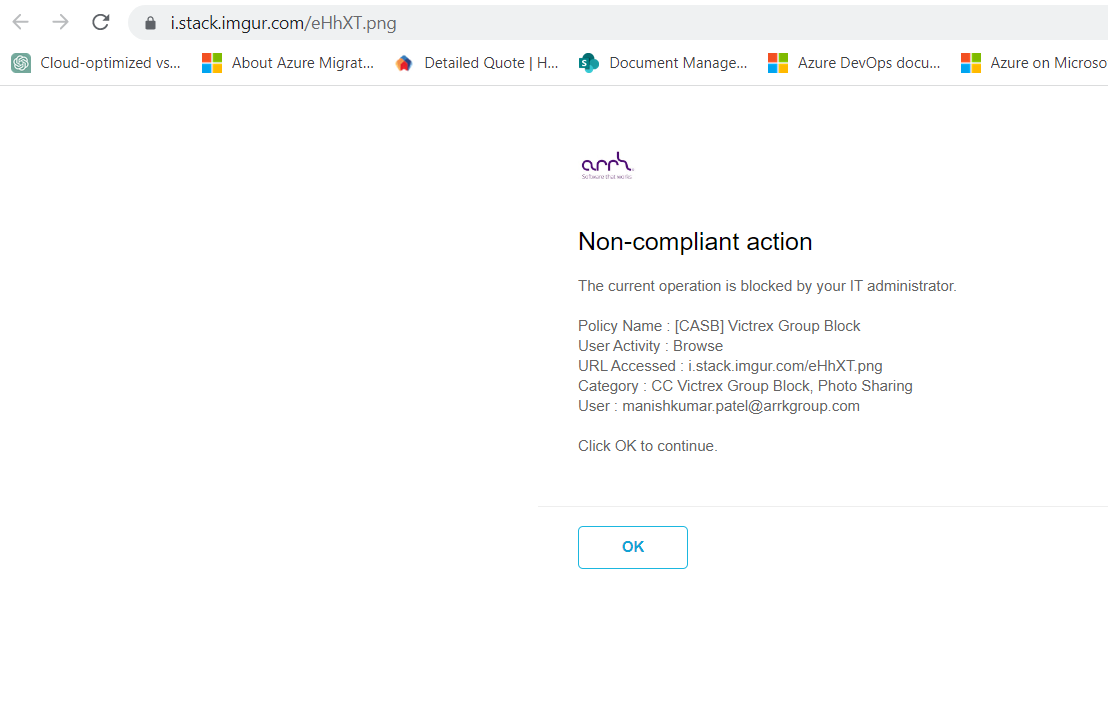 i.stack.imgur.com/eHhXT.png
Cloud-optimized vs... About Azure Migrat... Detailed Quote | H... Document Manage... Azure DevOps docu... Azure on Microso
arrk
Software that works
Non-compliant action
The current operation is blocked by your IT administrator.
Policy Name : [CASB] Victrex Group Block
User Activity : Browse
URL Accessed : i.stack.imgur.com/eHhXT.png
Category : CC Victrex Group Block, Photo Sharing
User : manishkumar.patel@arrkgroup.com
Click OK to continue.
OK